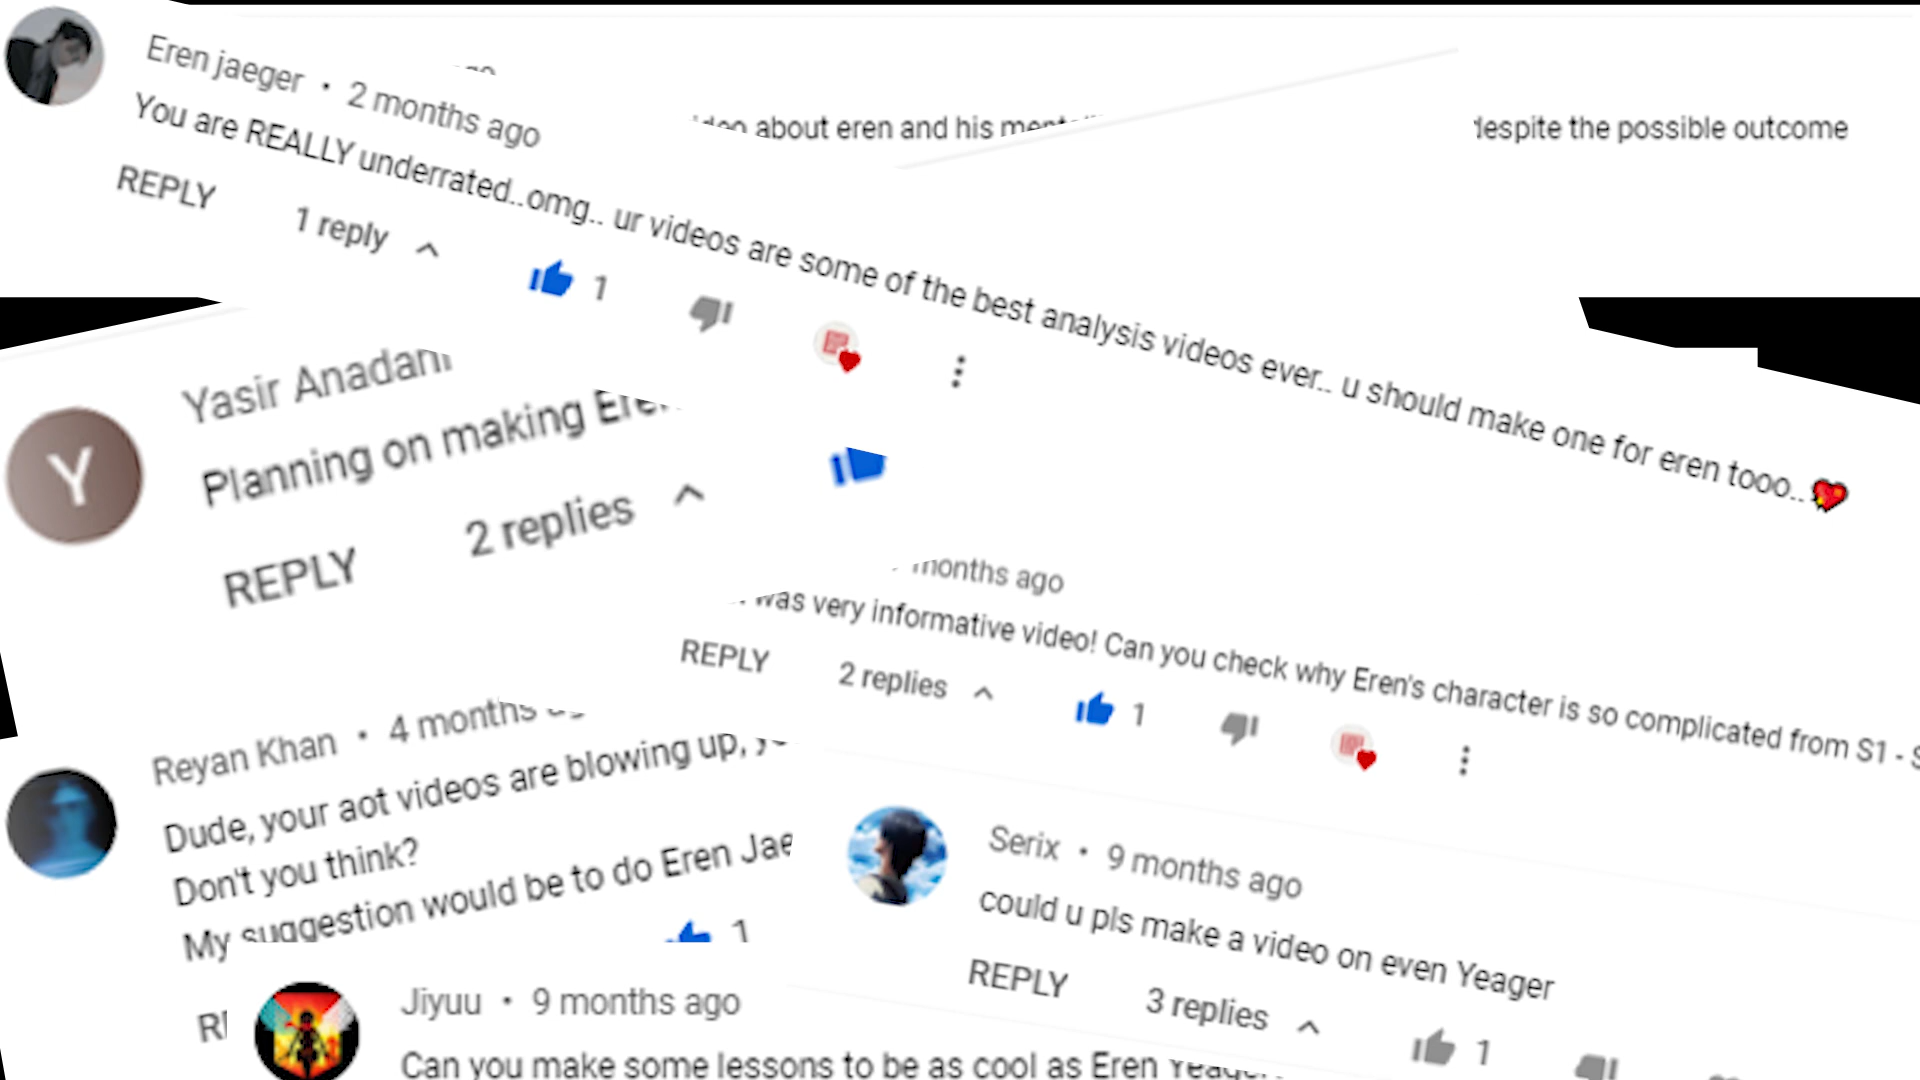 Eren jaeger • 2 months ago
You are REALLY underrated..omg.. ur videos are some of the best analysis videos ever.. u should make one for eren tooo..❤️
REPLY
1 reply
1
about eren and his
despite the possible outcome
Yasir Anadani
Planning on making Eren
REPLY
2 replies
months ago
was very informative video! Can you check why Eren's character is so complicated from S1 -
REPLY
2 replies
1
Reyan Khan • 4 months
Dude, your aot videos are blowing up,
Don't you think?
My suggestion would be to do Eren Jae
1
Serix • 9 months ago
could u pls make a video on even Yeager
REPLY
3 replies
1
Jiyuu • 9 months ago
Can you make some lessons to be as cool as Eren Yeager
Y